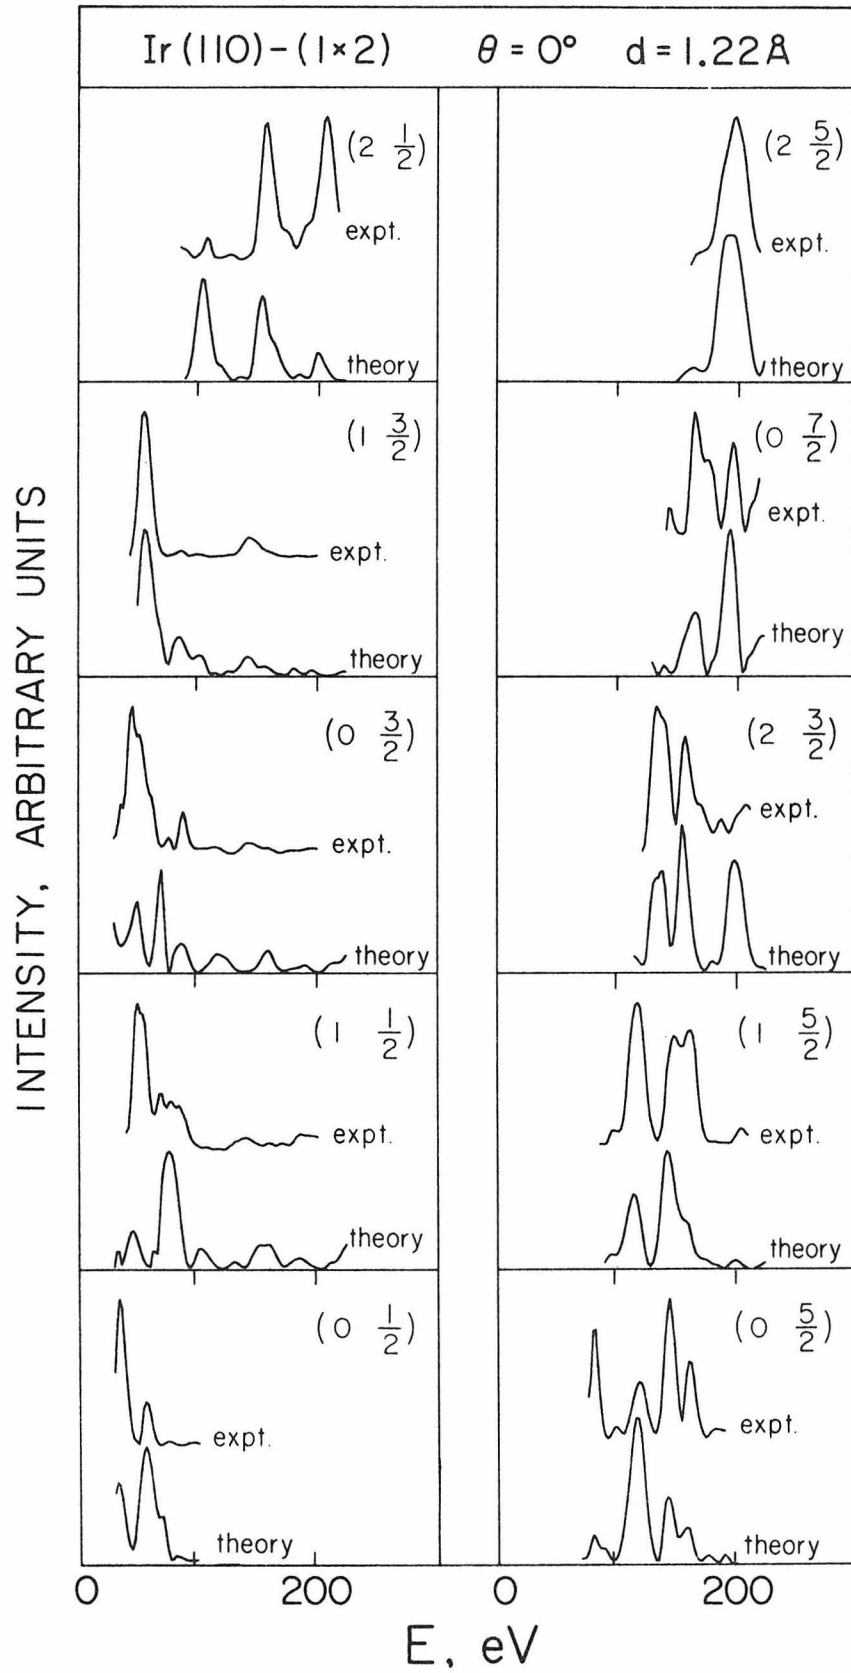 Ir (110) – (1×2) θ = 0° d = 1.22 Å
INTENSITY, ARBITRARY UNITS
(2 1/2)
expt.
theory
(1 3/2)
expt.
theory
(0 3/2)
expt.
theory
(1 1/2)
expt.
theory
(0 1/2)
expt.
theory
(2 5/2)
expt.
theory
(0 7/2)
expt.
theory
(2 3/2)
expt.
theory
(1 5/2)
expt.
theory
(0 5/2)
expt.
theory
0 200 0 200
E, eV